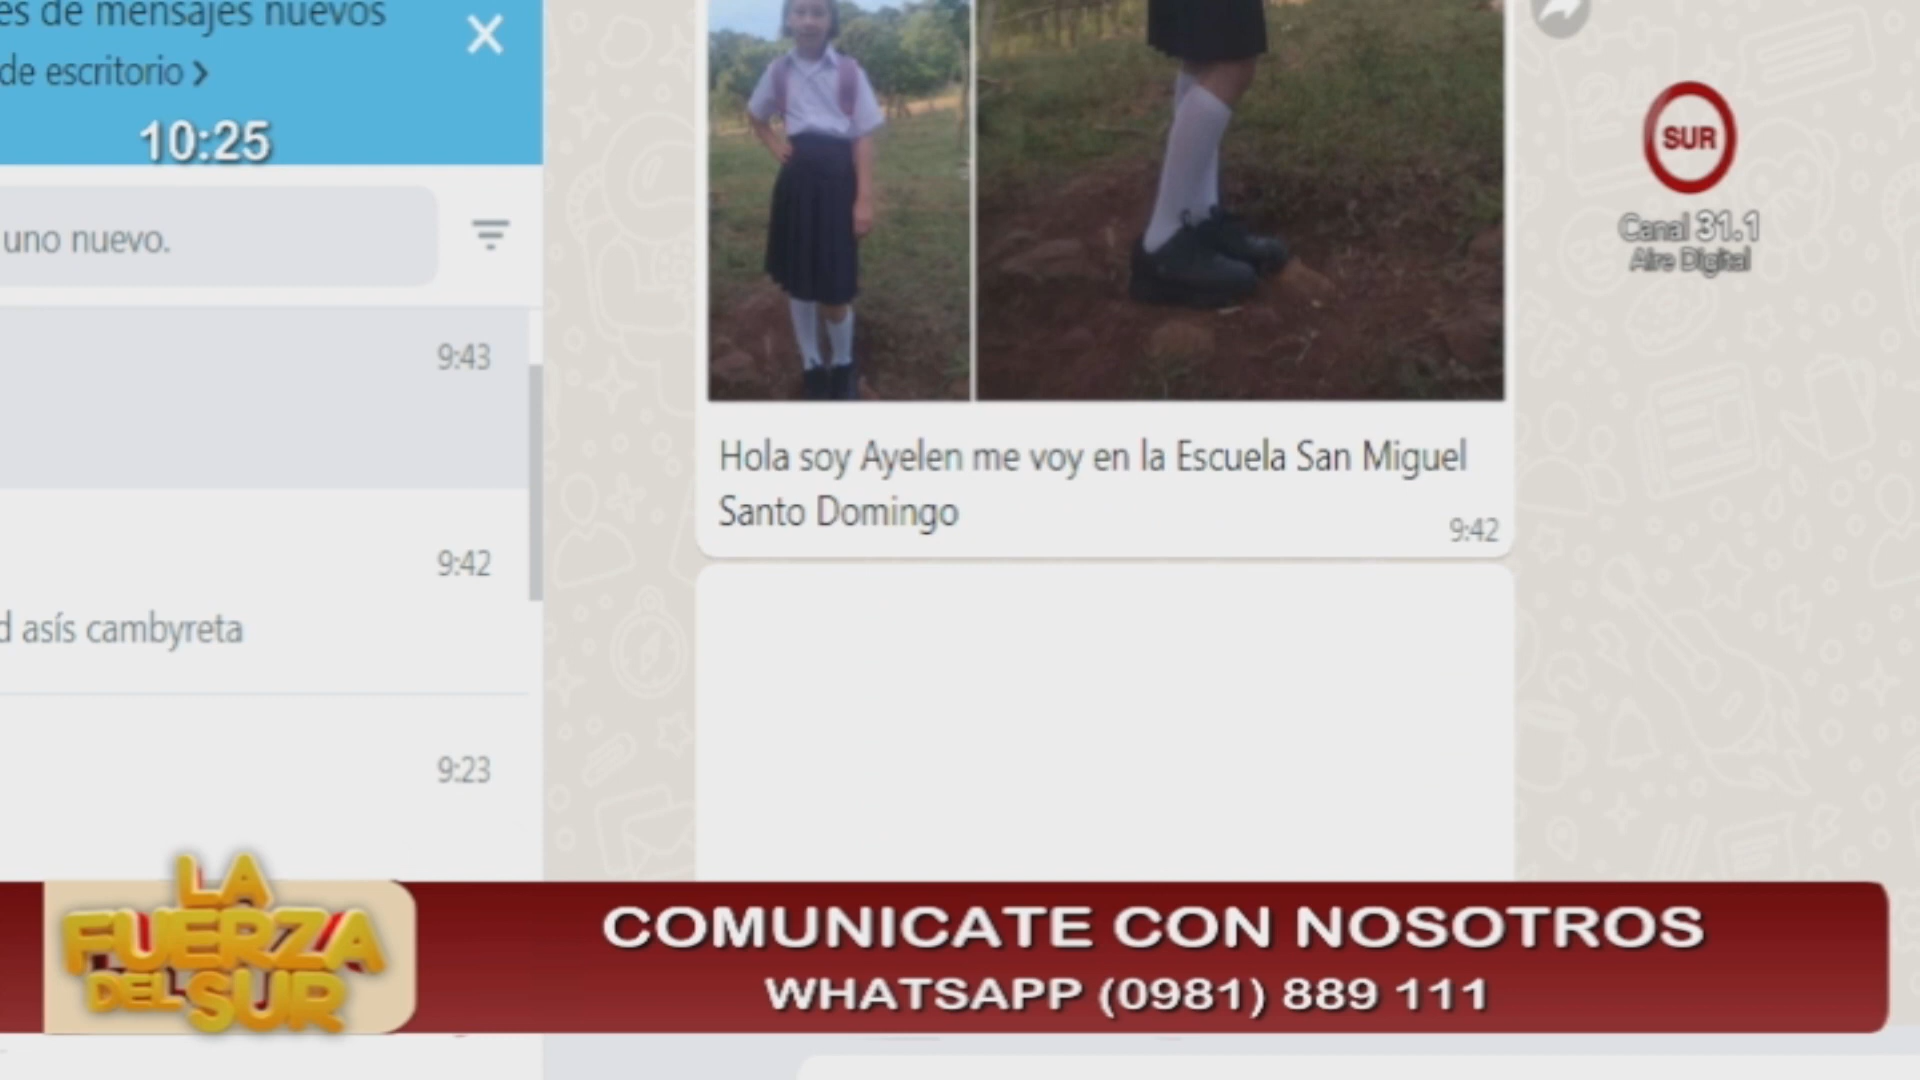 es de mensajes nuevos
de escritorio >
10:25
uno nuevo.
9:43
9:42
d asís cambyreta
9:23
Hola soy Ayelen me voy en la Escuela San Miguel
Santo Domingo
9:42
SUR
Canal 31.1
Aire Digital
LA
FUERZA
DEL SUR
COMUNICATE CON NOSOTROS
WHATSAPP (0981) 889 111